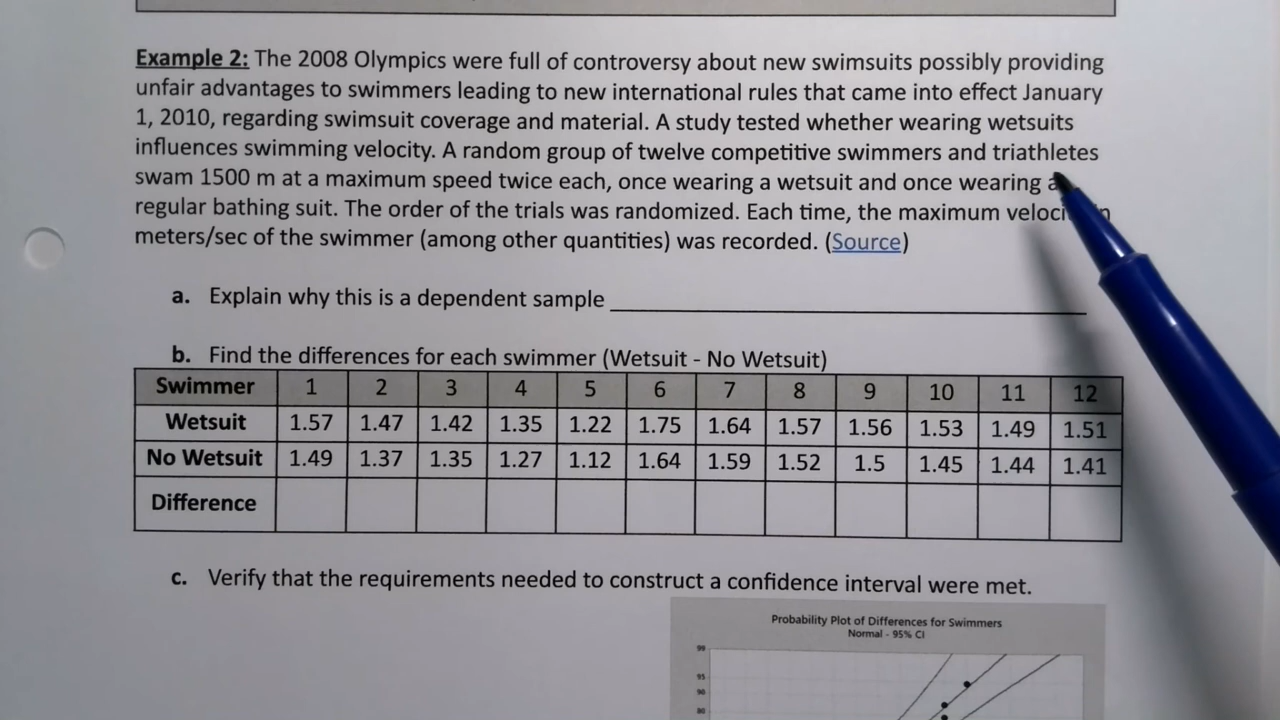 Example 2: The 2008 Olympics were full of controversy about new swimsuits possibly providing
unfair advantages to swimmers leading to new international rules that came into effect January
1, 2010, regarding swimsuit coverage and material. A study tested whether wearing wetsuits
influences swimming velocity. A random group of twelve competitive swimmers and triathletes
swam 1500 m at a maximum speed twice each, once wearing a wetsuit and once wearing a
regular bathing suit. The order of the trials was randomized. Each time, the maximum
meters/sec of the swimmer (among other quantities) was recorded. (Source)
a. Explain why this is a dependent sample
b. Find the differences for each swimmer (Wetsuit - No Wetsuit)
Swimmer 1 2 3 4 5 6 7 8 9 10 11 12
Wetsuit 1.57 1.47 1.42 1.35 1.22 1.75 1.64 1.57 1.56 1.53 1.49 1.51
No Wetsuit 1.49 1.37 1.35 1.27 1.12 1.64 1.59 1.52 1.5 1.45 1.44 1.41
Difference
c. Verify that the requirements needed to construct a confidence interval were met.
Probability Plot of Differences for Swimmers
Normal - 95% CI
99
95
90
80